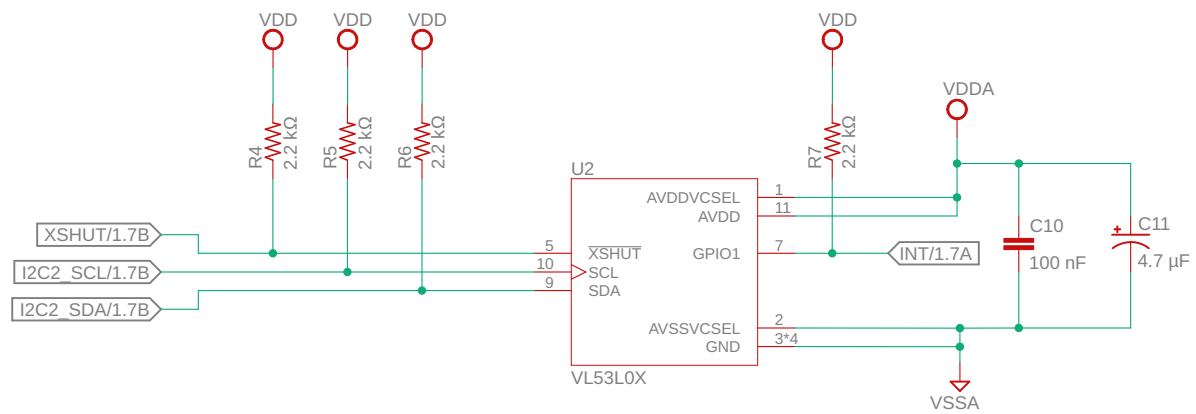 VDD
VDD
VDD
VDD
VDDA
R4
2.2 kΩ
R5
2.2 kΩ
R6
2.2 kΩ
R7
2.2 kΩ
U2
AVDDVCSEL
1
AVDD
11
XSHUT/1.7B
5
XSHUT
GPIO1
7
INT/1.7A
C10
100 nF
C11
4.7 µF
+
I2C2_SCL/1.7B
10
SCL
I2C2_SDA/1.7B
9
SDA
AVSSVCSEL
2
GND
3*4
VL53L0X
VSSA